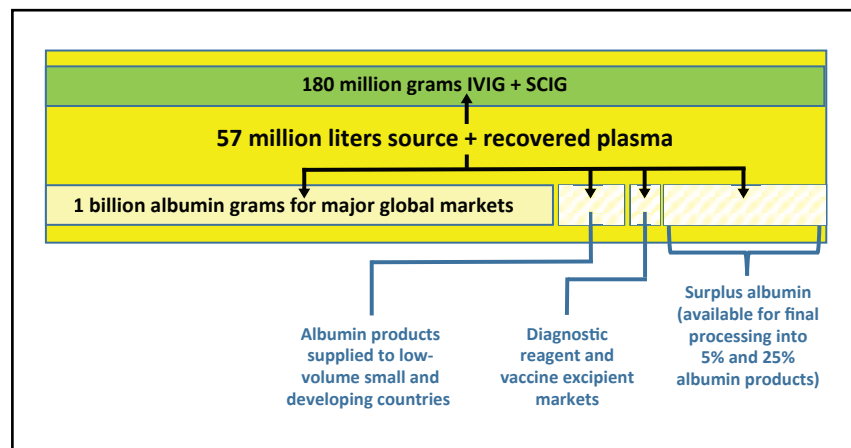 180 million grams IVIG + SCIG
57 million liters source + recovered plasma
1 billion albumin grams for major global markets
Albumin products
supplied to low-
volume small and
developing countries
Diagnostic
reagent and
vaccine excipient
markets
Surplus albumin
(available for final
processing into
5% and 25%
albumin products)